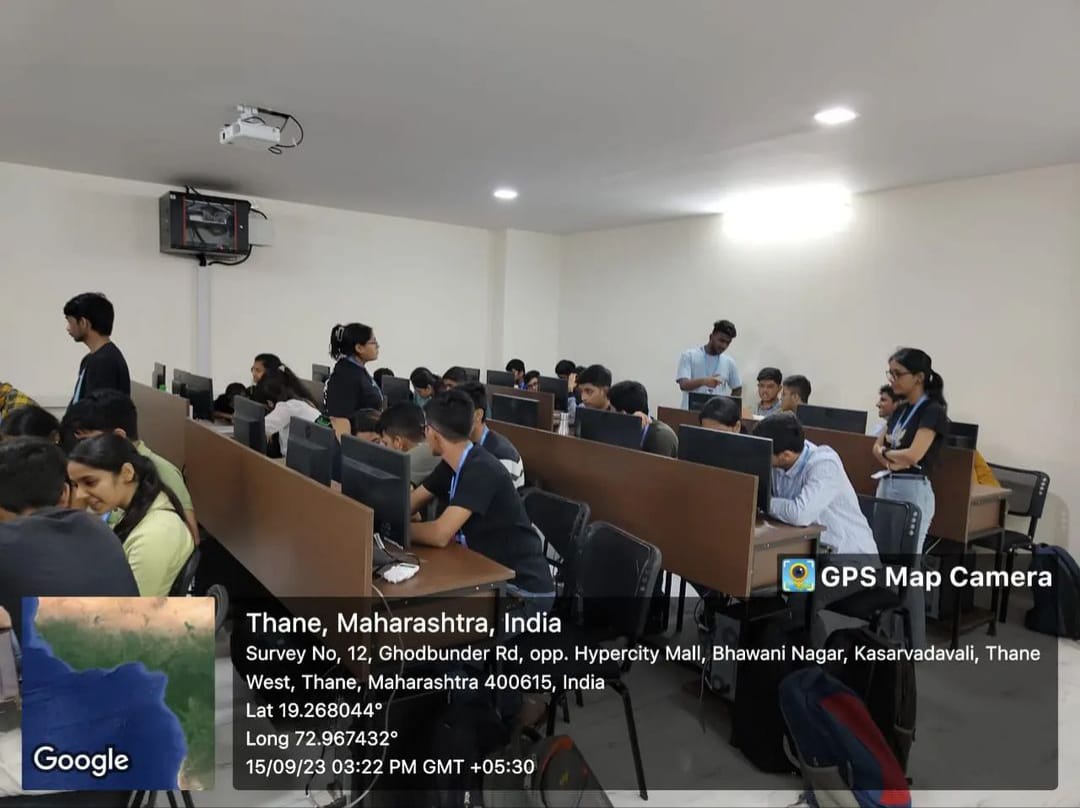 GPS Map Camera
Thane, Maharashtra, India
Survey No, 12, Ghodbunder Rd, opp. Hypercity Mall, Bhawani Nagar, Kasarvadavali, Thane
West, Thane, Maharashtra 400615, India
Lat 19.268044°
Long 72.967432°
15/09/23 03:22 PM GMT +05:30
Google